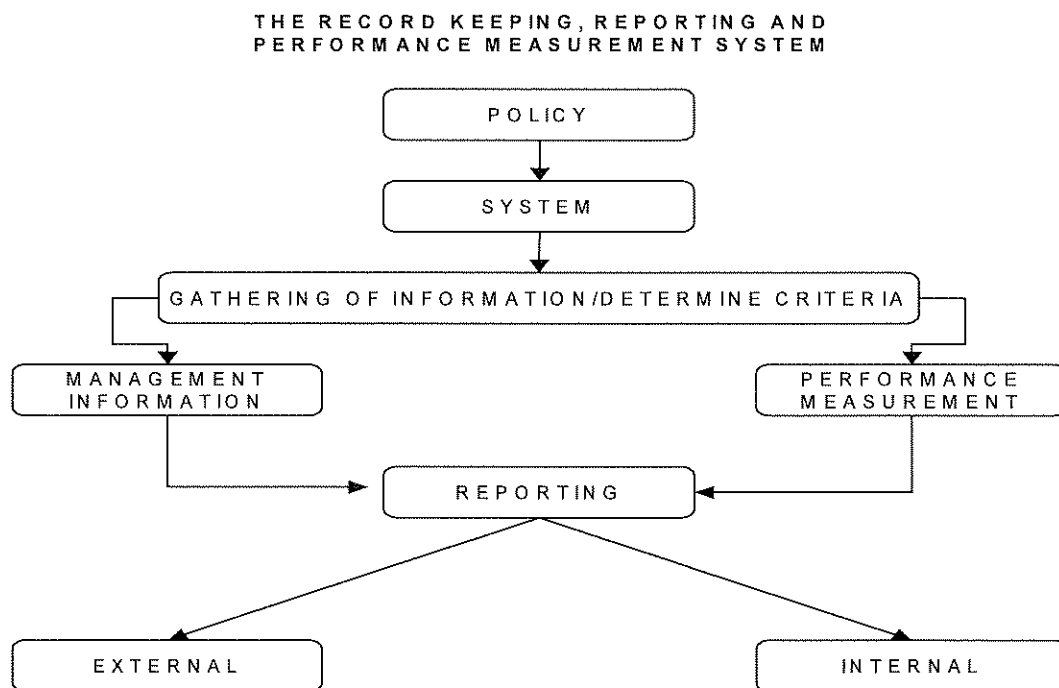 THE RECORD KEEPING, REPORTING AND
PERFORMANCE MEASUREMENT SYSTEM
POLICY
SYSTEM
GATHERING OF INFORMATION/DETERMINE CRITERIA
MANAGEMENT
INFORMATION
PERFORMANCE
MEASUREMENT
REPORTING
EXTERNAL
INTERNAL